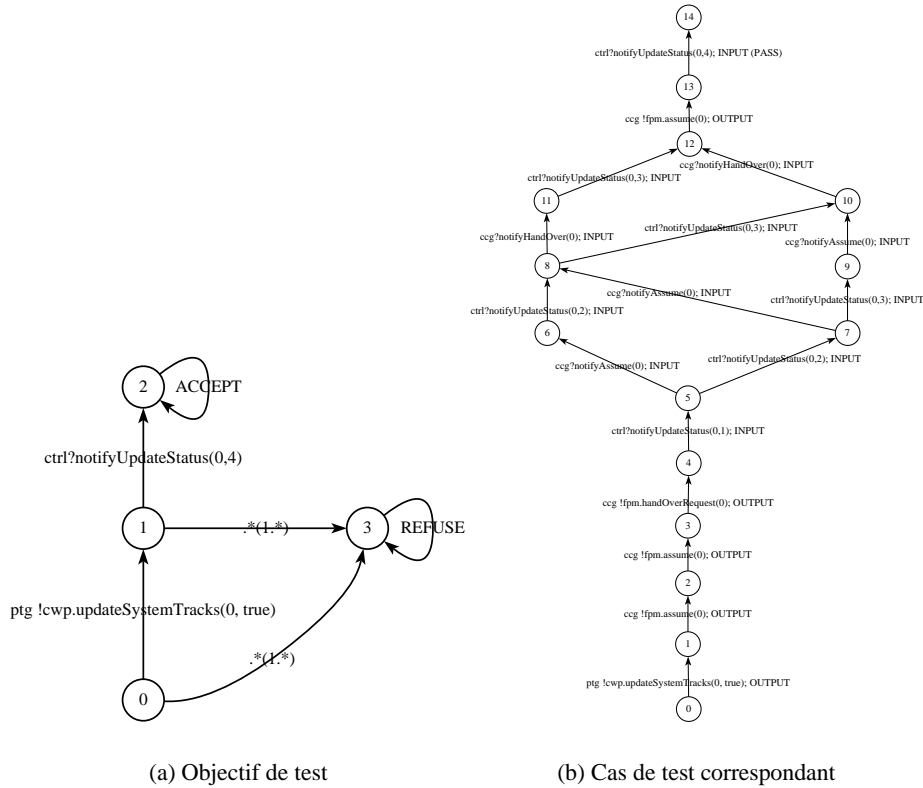 14
ctrl?notifyUpdateStatus(0,4); INPUT (PASS)
13
ccg !fpm.assume(0); OUTPUT
12
ccg?notifyHandOver(0); INPUT
ctrl?notifyUpdateStatus(0,3); INPUT
11
10
ctrl?notifyUpdateStatus(0,3); INPUT
ccg?notifyHandOver(0); INPUT
ccg?notifyAssume(0); INPUT
8
9
ccg?notifyAssume(0); INPUT
ctrl?notifyUpdateStatus(0,3); INPUT
ctrl?notifyUpdateStatus(0,2); INPUT
6
7
ctrl?notifyUpdateStatus(0,2); INPUT
ccg?notifyAssume(0); INPUT
5
ctrl?notifyUpdateStatus(0,1); INPUT
4
ccg !fpm.handOverRequest(0); OUTPUT
3
ccg !fpm.assume(0); OUTPUT
2
ccg !fpm.assume(0); OUTPUT
1
ptg !cwp.updateSystemTracks(0, true); OUTPUT
0
2
ACCEPT
ctrl?notifyUpdateStatus(0,4)
1
.*(1.*)
3
REFUSE
ptg !cwp.updateSystemTracks(0, true)
.*(1.*)
0
(a) Objectif de test
(b) Cas de test correspondant